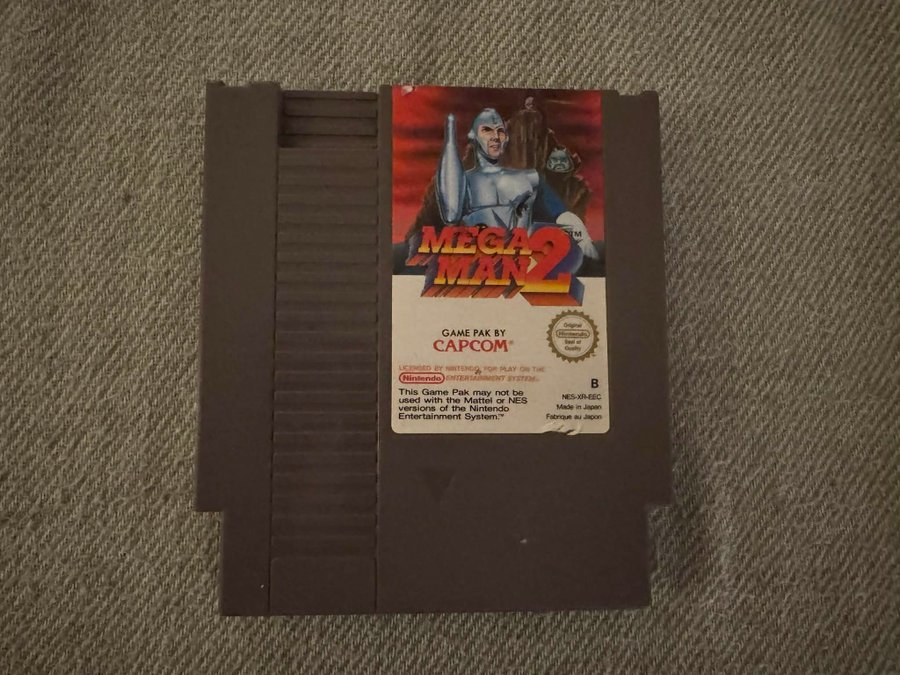 MEGA
MAN 2 ™
GAME PAK BY
CAPCOM®
Original
Nintendo
Seal of
Quality
LICENSED BY NINTENDO FOR PLAY ON THE
Nintendo ENTERTAINMENT SYSTEM.
This Game Pak may not be
used with the Mattel or NES
versions of the Nintendo
Entertainment System.™
B
NES-XR-EEC
Made in Japan
Fabrique au Japon